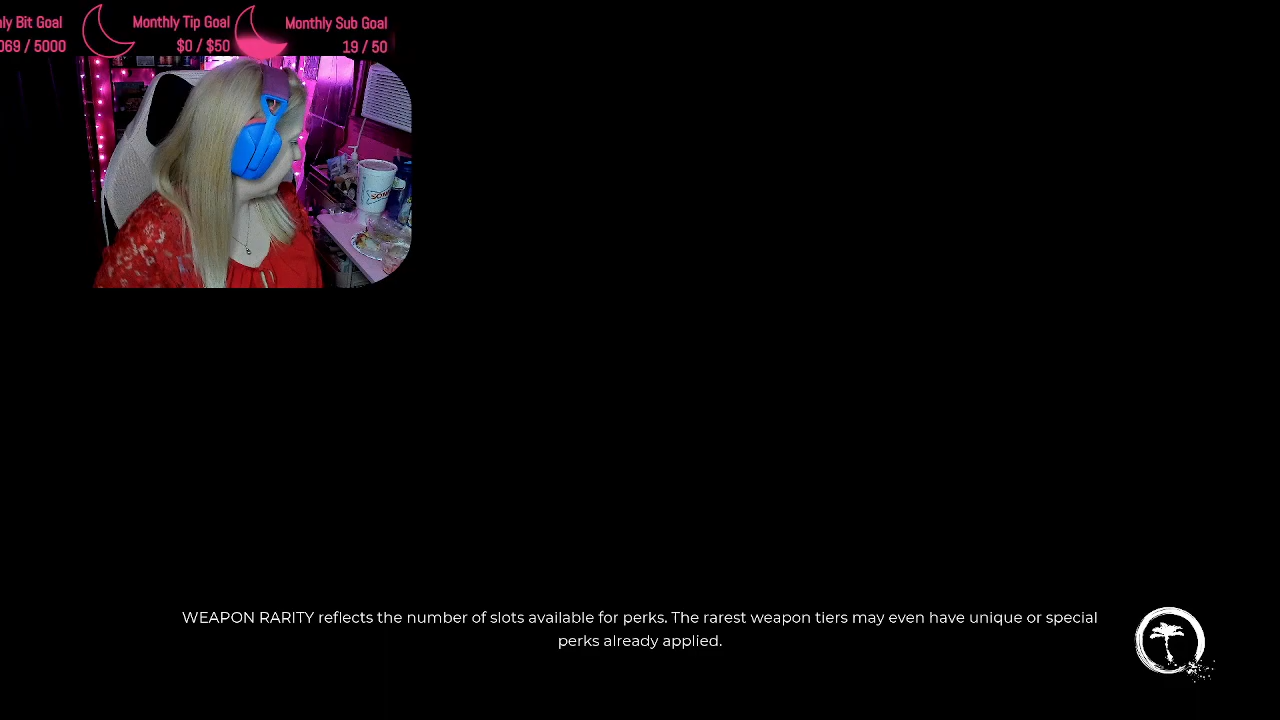 ly Bit Goal
069 / 5000
Monthly Tip Goal
$0 / $50
Monthly Sub Goal
19 / 50
SONIC
WEAPON RARITY reflects the number of slots available for perks. The rarest weapon tiers may even have unique or special
perks already applied.